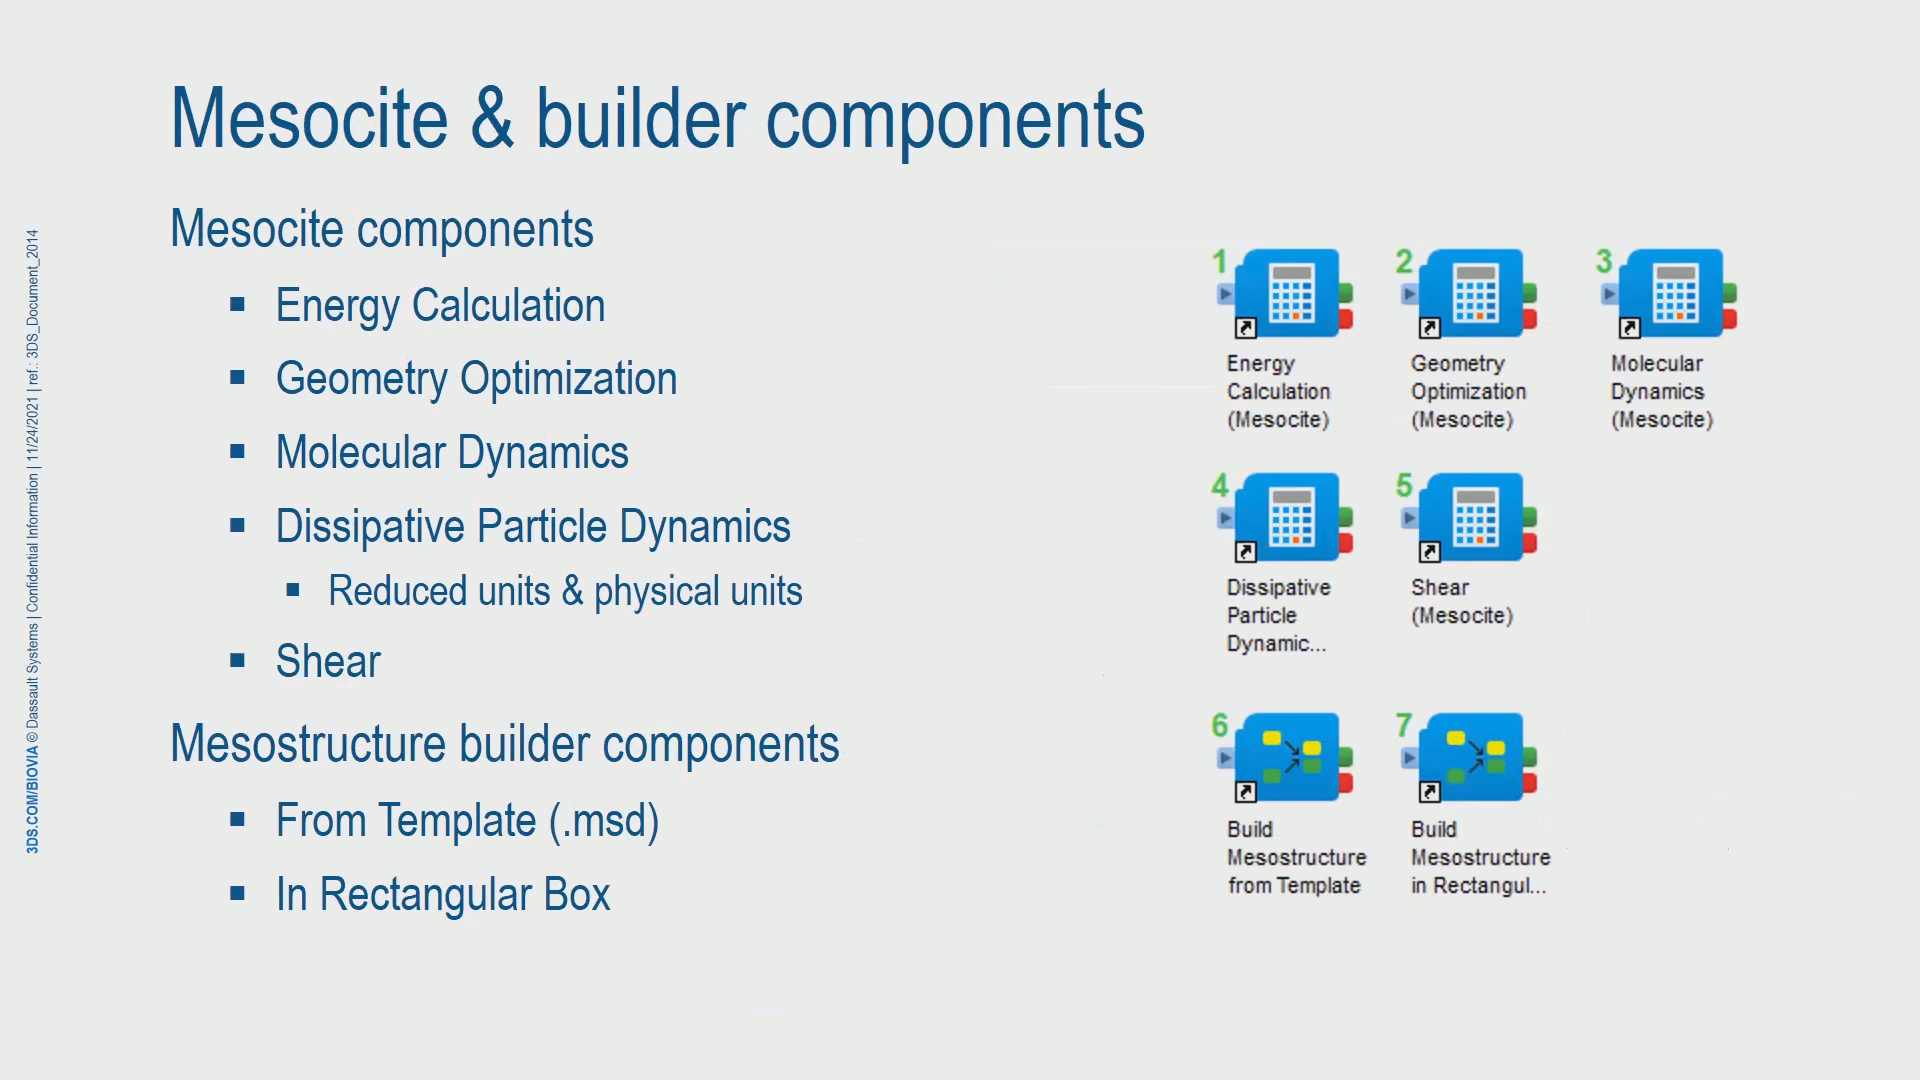 Mesocite & builder components
Mesocite components
▪ Energy Calculation
▪ Geometry Optimization
▪ Molecular Dynamics
▪ Dissipative Particle Dynamics
▪ Reduced units & physical units
▪ Shear
Mesostructure builder components
▪ From Template (.msd)
▪ In Rectangular Box
1
Energy
Calculation
(Mesocite)
2
Geometry
Optimization
(Mesocite)
3
Molecular
Dynamics
(Mesocite)
4
Dissipative
Particle
Dynamic...
5
Shear
(Mesocite)
6
Build
Mesostructure
from Template
7
Build
Mesostructure
in Rectangul...
3DS.COM/BIOVIA © Dassault Systems | Confidential Information | 11/24/2021 | ref.: 3DS_Document_2014